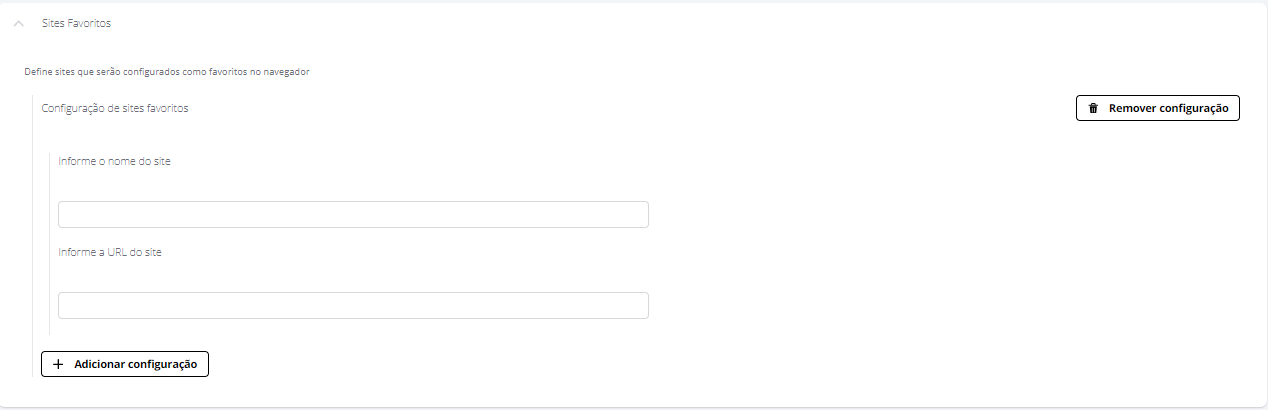 Sites Favoritos
Define sites que serão configurados como favoritos no navegador
Configuração de sites favoritos
Remover configuração
Informe o nome do site
Informe a URL do site
Adicionar configuração